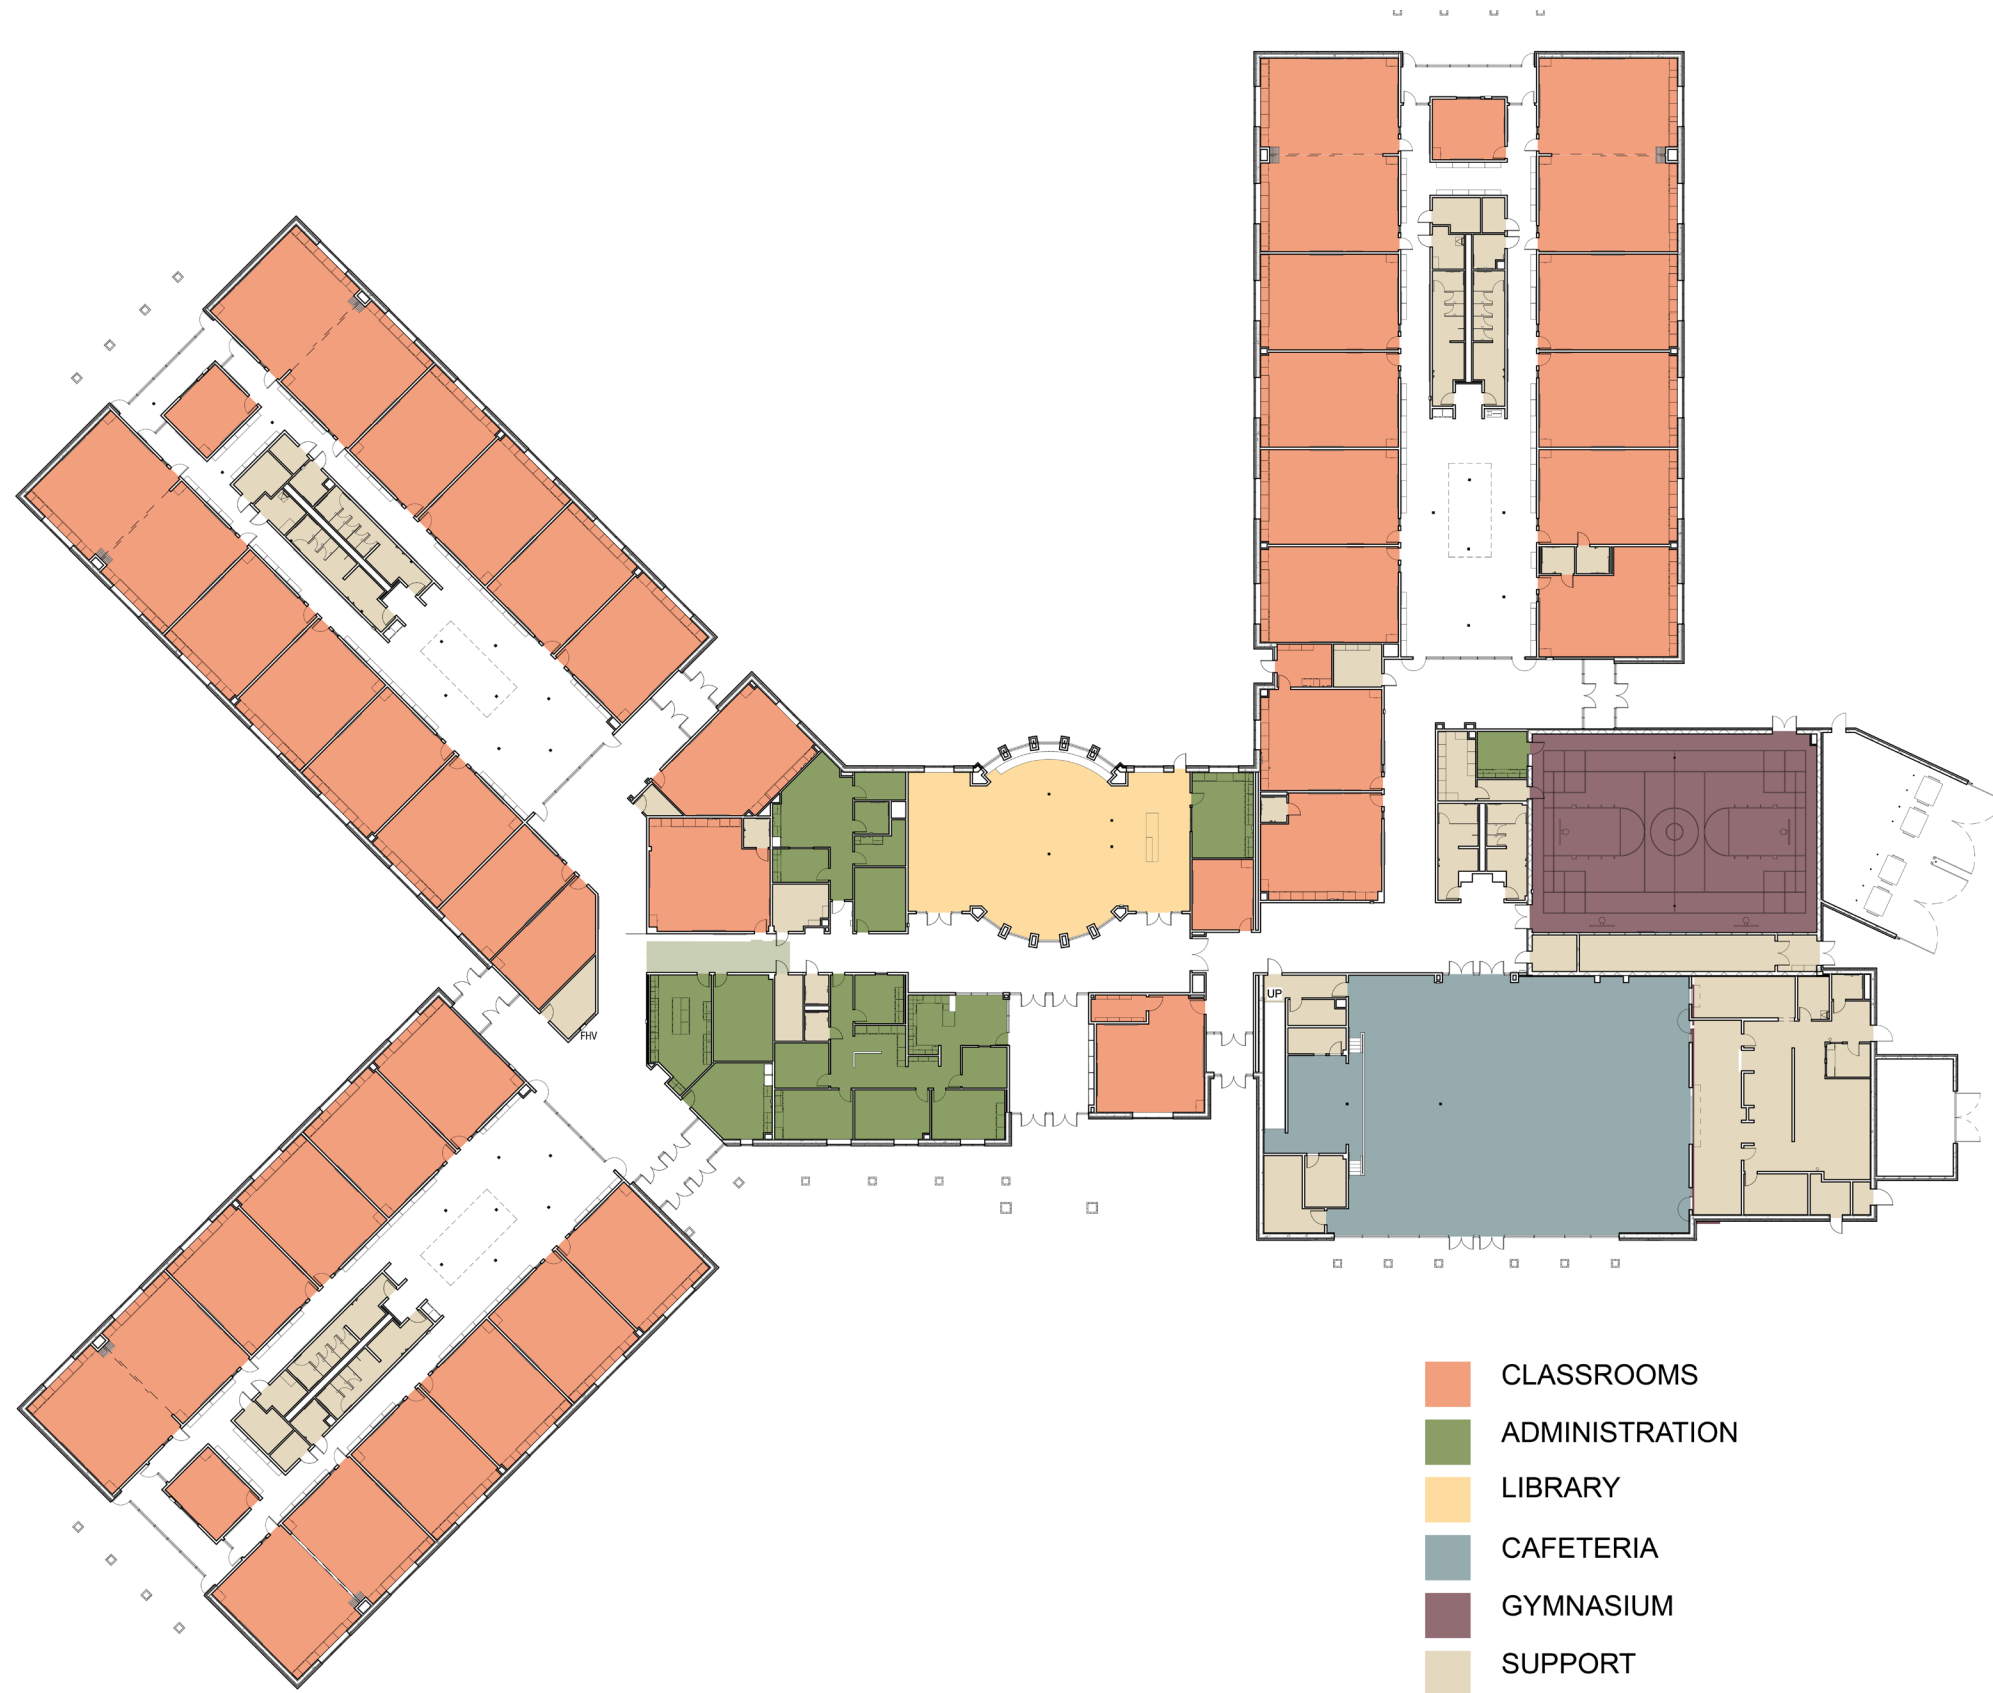 UP
FHV
CLASSROOMS
ADMINISTRATION
LIBRARY
CAFETERIA
GYMNASIUM
SUPPORT